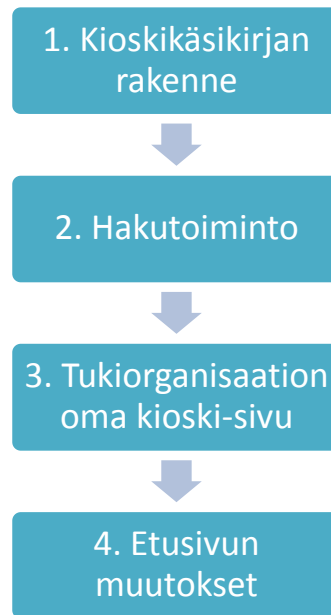 1. Kioskikäsikirjan
rakenne
2. Hakutoiminto
3. Tukiorganisaation
oma kioski-sivu
4. Etusivun
muutokset